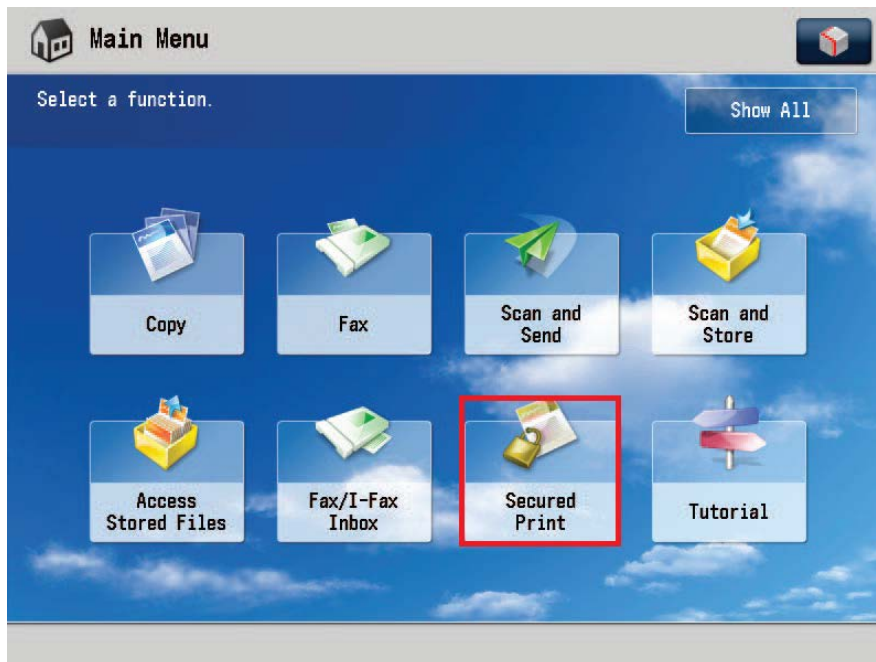 Main Menu
Select a function.
Show All
Copy
Fax
Scan and
Send
Scan and
Store
Access
Stored Files
Fax/I-Fax
Inbox
Secured
Print
Tutorial